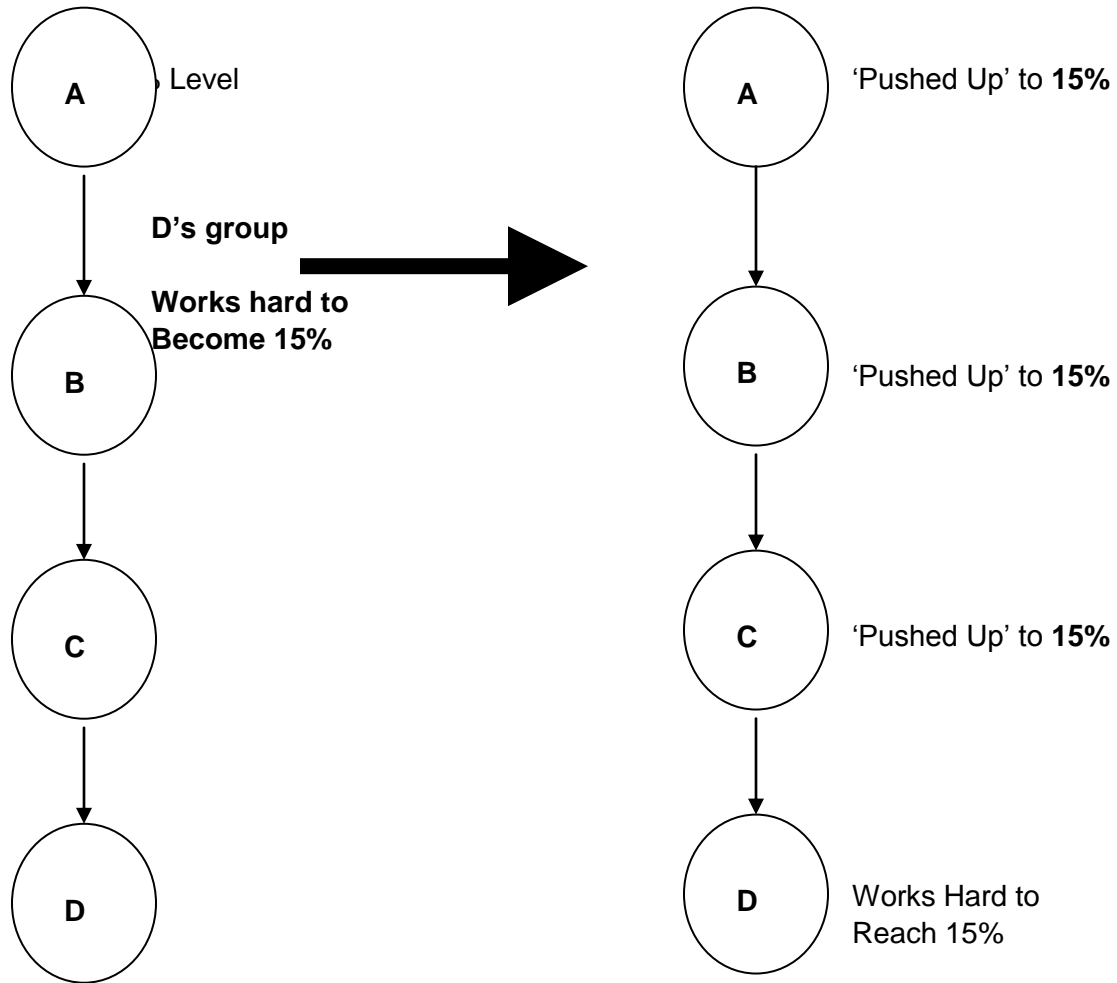 A
Level
D’s group
Works hard to
Become 15%
B
C
D
A
‘Pushed Up’ to 15%
B
‘Pushed Up’ to 15%
C
‘Pushed Up’ to 15%
D
Works Hard to
Reach 15%